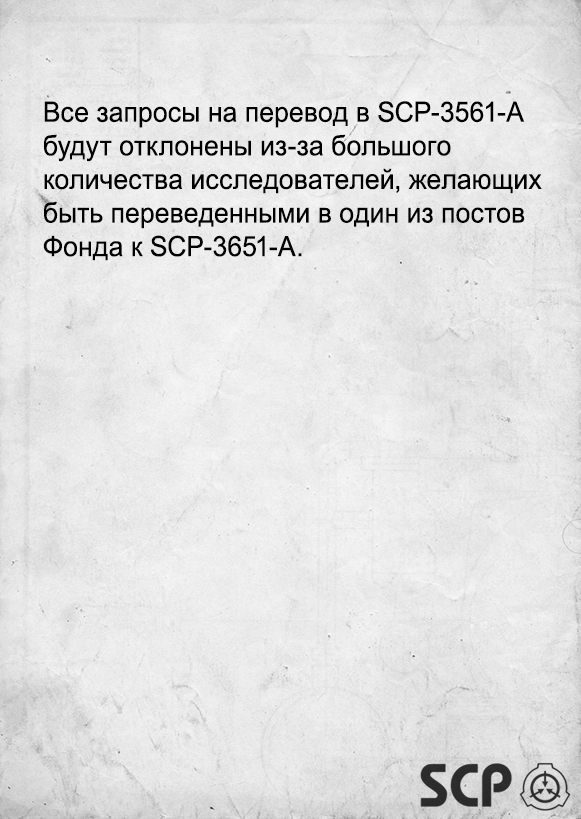 Все запросы на перевод в SCP-3561-A
будут отклонены из-за большого
количества исследователей, желающих
быть переведенными в один из постов
Фонда к SCP-3651-A.
SCP